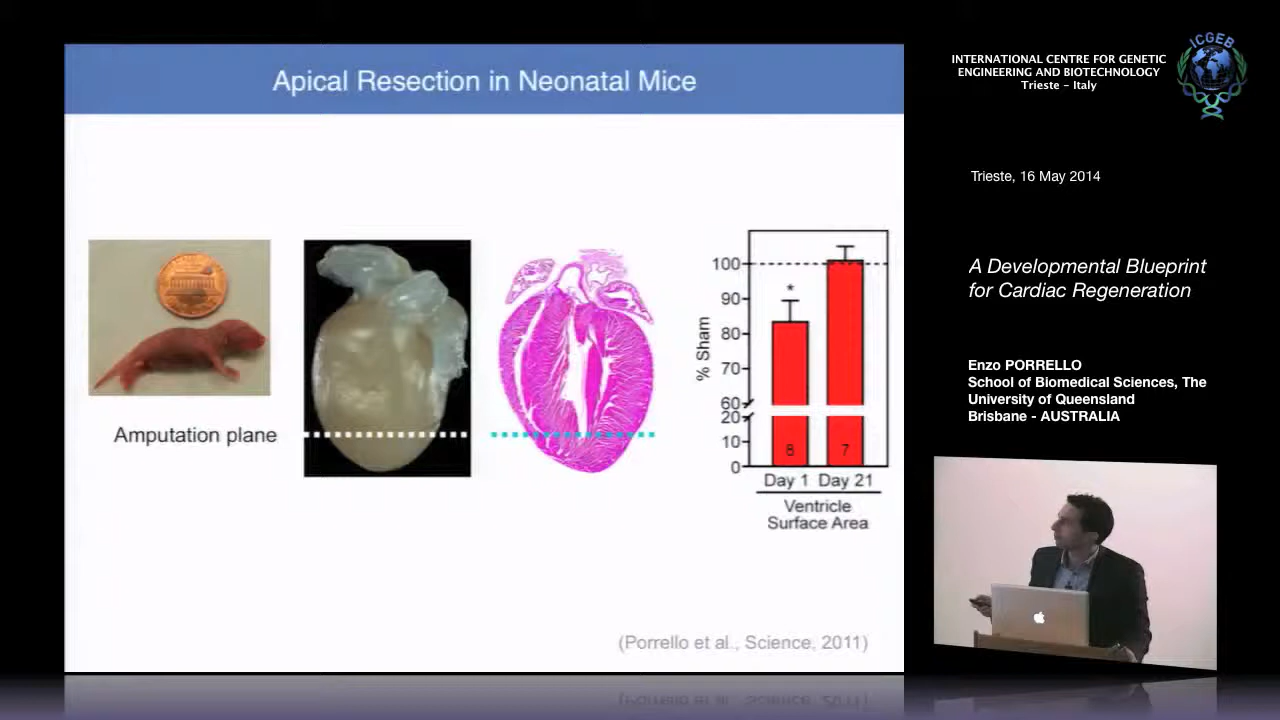 Apical Resection in Neonatal Mice
Amputation plane
% Sham
100
90
80
70
60
20
10
0
*
8
7
Day 1 Day 21
Ventricle
Surface Area
(Porrello et al., Science, 2011)
INTERNATIONAL CENTRE FOR GENETIC
ENGINEERING AND BIOTECHNOLOGY
Trieste - Italy
ICGEB
Trieste, 16 May 2014
A Developmental Blueprint
for Cardiac Regeneration
Enzo PORRELLO
School of Biomedical Sciences, The
University of Queensland
Brisbane - AUSTRALIA